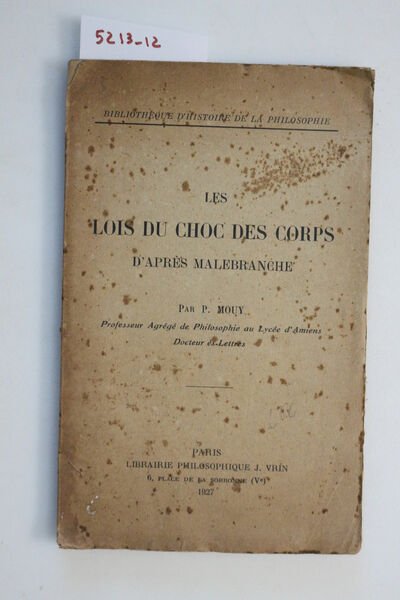 5213-12
BIBLIOTHÈQUE D'HISTOIRE DE LA PHILOSOPHIE
LES
LOIS DU CHOC DES CORPS
D'APRÈS MALEBRANCHE
PAR P. MOUY
Professeur Agrégé de Philosophie au Lycée d'Amiens
Docteur ès-Lettres
PARIS
LIBRAIRIE PHILOSOPHIQUE J. VRIN
6, PLACE DE LA SORBONNE (Vᵉ)
1927